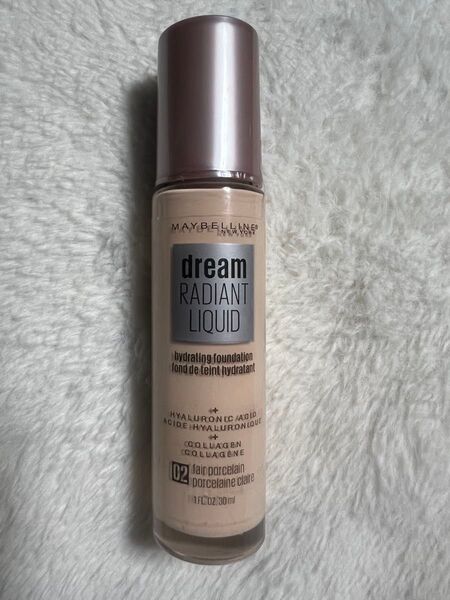 MAYBELLINE®
NEW YORK
dream
RADIANT
LIQUID
hydrating foundation
fond de teint hydratant
+
HYALURONIC ACID
ACIDE HYALURONIQUE
+
COLLAGEN
COLLAGÈNE
02 fair porcelain
porcelaine claire
1 FL OZ/30 ml